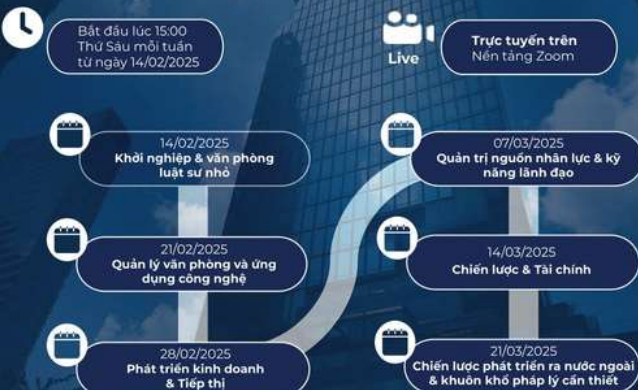 Bắt đầu lúc 15:00
Thứ Sáu mỗi tuần
từ ngày 14/02/2025
Live
Trực tuyến trên
Nền tảng Zoom
14/02/2025
Khởi nghiệp & văn phòng
luật sư nhỏ
21/02/2025
Quản lý văn phòng và ứng
dụng công nghệ
28/02/2025
Phát triển kinh doanh
& Tiếp thị
07/03/2025
Quản trị nguồn nhân lực & kỹ
năng lãnh đạo
14/03/2025
Chiến lược & Tài chính
21/03/2025
Chiến lược phát triển ra nước ngoài
& khuôn khổ pháp lý cần thiết